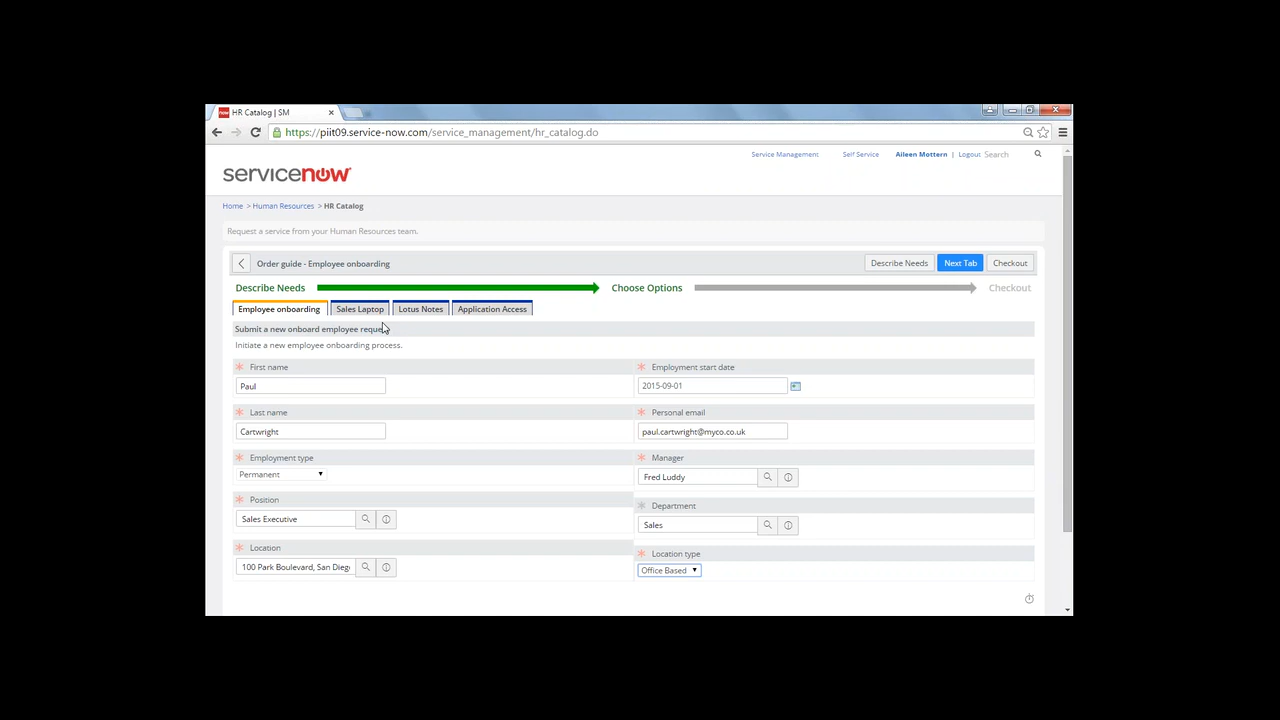 HR Catalog | SM
https://piit09.service-now.com/service_management/hr_catalog.do
Service Management Self Service Aileen Mottern | Logout Search
servicenow
Home > Human Resources > HR Catalog
Request a service from your Human Resources team.
Order guide - Employee onboarding Describe Needs Next Tab Checkout
Describe Needs Choose Options Checkout
Employee onboarding Sales Laptop Lotus Notes Application Access
Submit a new onboard employee request
Initiate a new employee onboarding process.
First name Employment start date
Paul 2015-09-01
Last name Personal email
Cartwright paul.cartwright@myco.co.uk
Employment type Manager
Permanent Fred Luddy
Position Department
Sales Executive Sales
Location Location type
100 Park Boulevard, San Diego Office Based